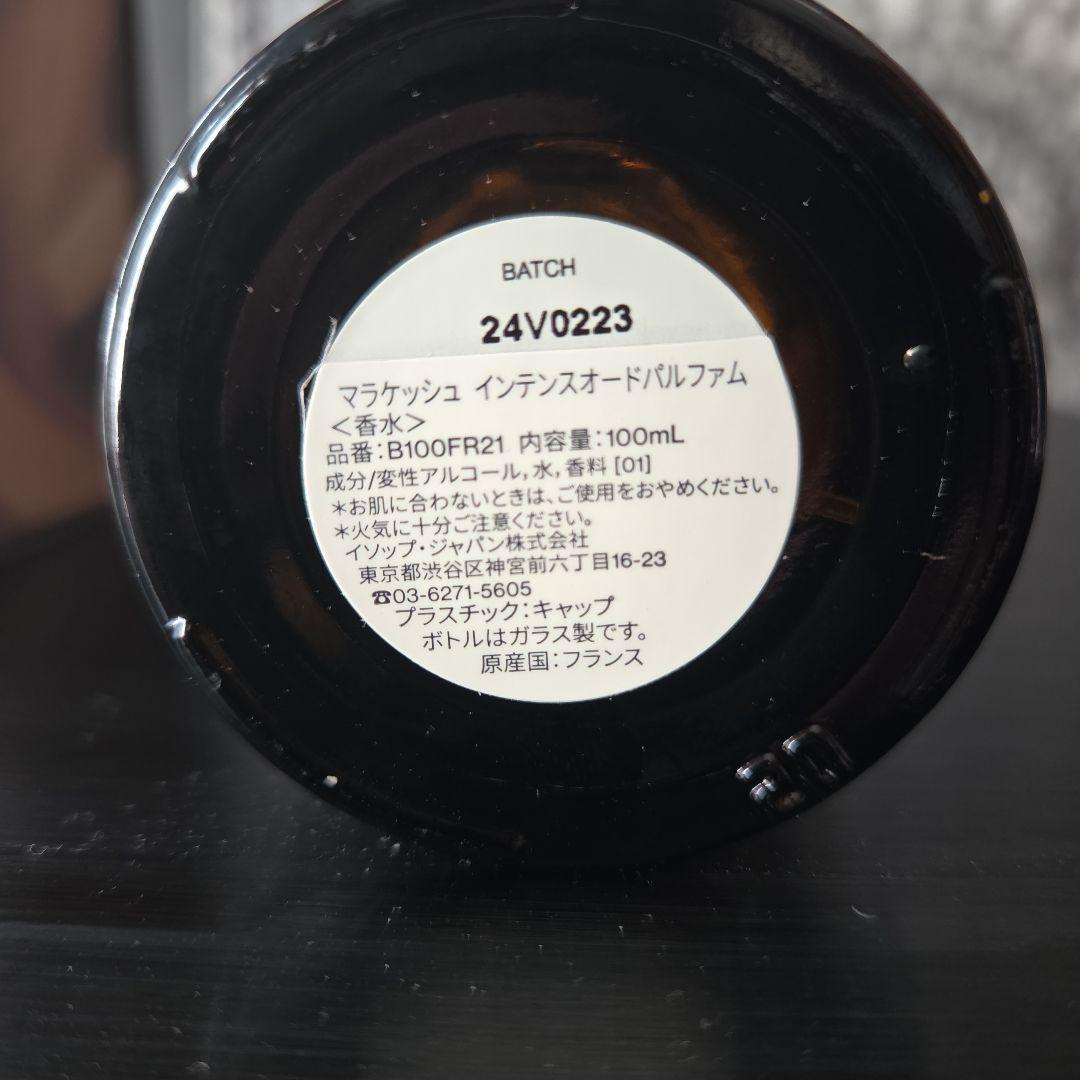 BATCH
24V0223
マラケッシュ インテンスオードパルファム
＜香水＞
品番：B100FR21 内容量：100mL
成分/変性アルコール，水，香料 [01]
＊お肌に合わないときは、ご使用をおやめください。
＊火気に十分ご注意ください。
イソップ・ジャパン株式会社
東京都渋谷区神宮前六丁目16-23
☎03-6271-5605
プラスチック：キャップ
ボトルはガラス製です。
原産国：フランス